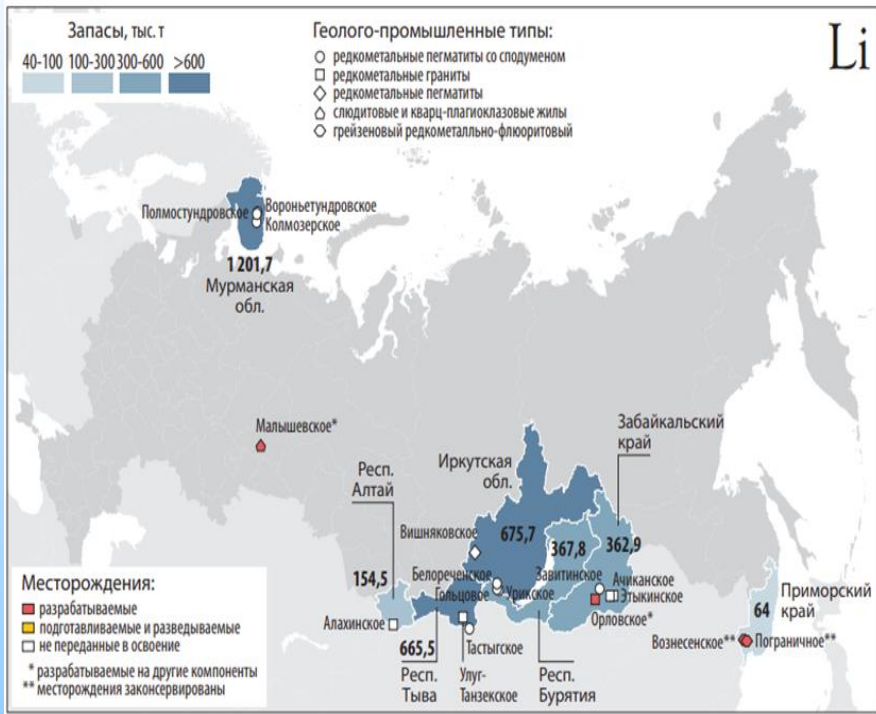 Запасы, тыс. т
40-100 100-300 300-600 >600
Геолого-промышленные типы:
редкометальные пегматиты со сподуменом
редкометальные граниты
редкометальные пегматиты
слюдитовые и кварц-плагиоклазовые жилы
грейзеновый редкометалльно-флюоритовый
Li
Полмостундровское
Вороньетундровское
Колмозерское
1 201,7
Мурманская
обл.
Малышевское*
Респ.
Алтай
Иркутская
обл.
Забайкальский
край
Вишняковское
675,7
367,8
362,9
154,5
Белореченское
Гольцовое
Урикское
Завитинское
Ачиканское
Этыкинское
Орловское*
Алахинское
665,5
Респ.
Тыва
Тастыгское
Улуг-
Танзекское
Респ.
Бурятия
64
Приморский
край
Вознесенское**
Пограничное**
Месторождения:
разрабатываемые
подготавливаемые и разведываемые
не переданные в освоение
* разрабатываемые на другие компоненты
** месторождения законсервированы